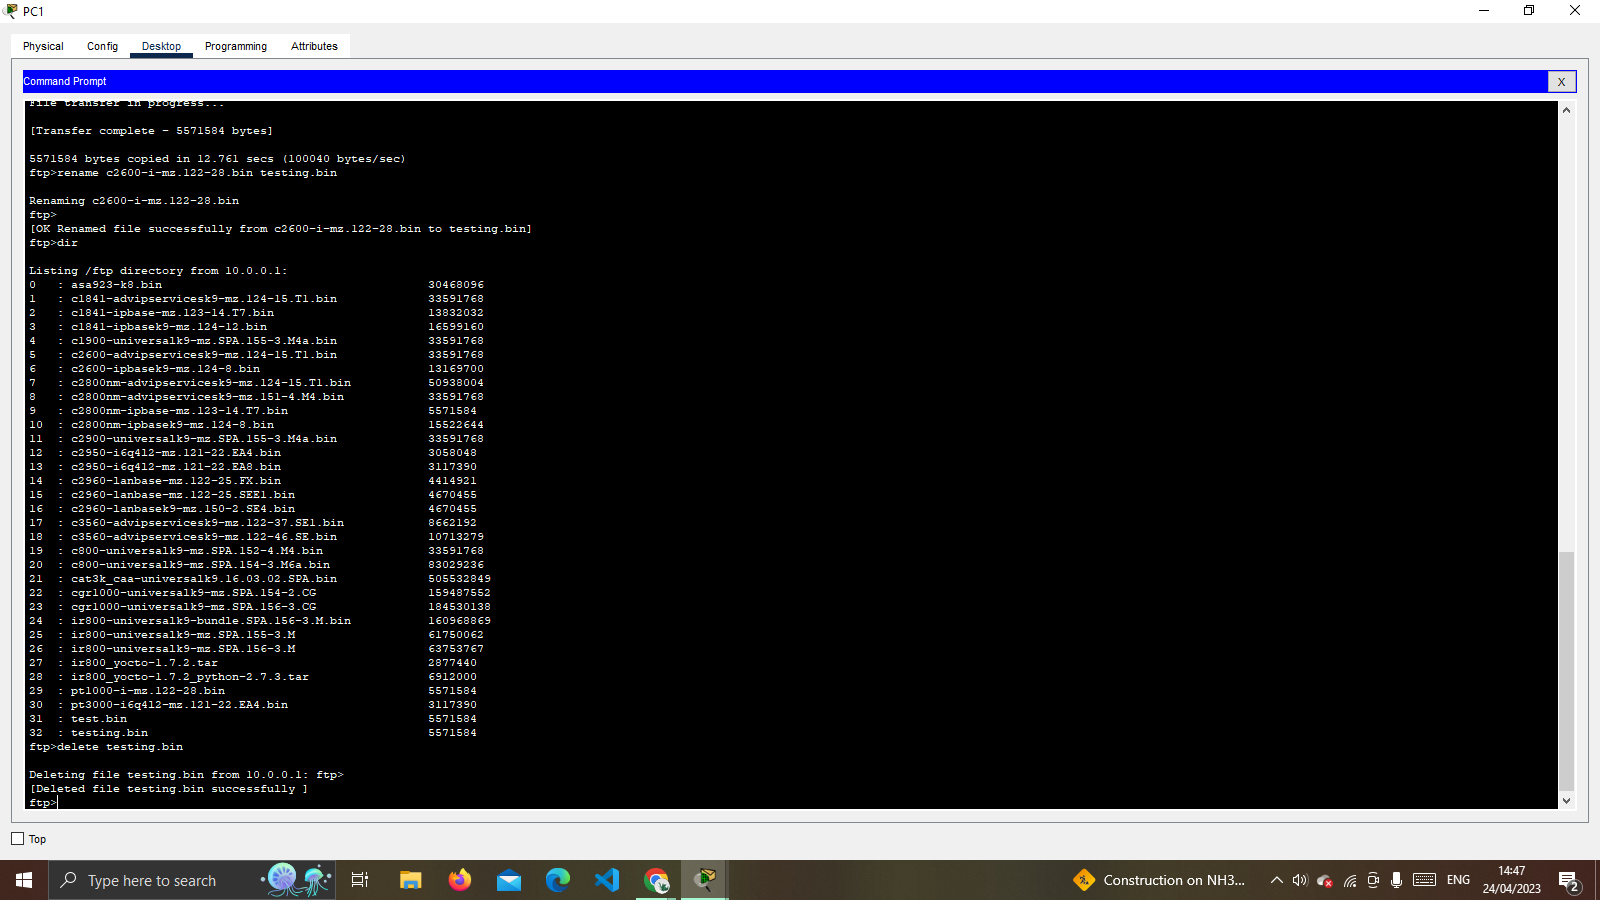 PC1
Physical Config Desktop Programming Attributes
Command Prompt X
File transfer in progress...
[Transfer complete - 5571584 bytes]
5571584 bytes copied in 12.761 secs (100040 bytes/sec)
ftp>rename c2600-i-mz.122-28.bin testing.bin
Renaming c2600-i-mz.122-28.bin
ftp>
[OK Renamed file successfully from c2600-i-mz.122-28.bin to testing.bin]
ftp>dir
Listing /ftp directory from 10.0.0.1:
0 : asa923-k8.bin 30468096
1 : c1841-advipservicesk9-mz.124-15.T1.bin 33591768
2 : c1841-ipbase-mz.123-14.T7.bin 13832032
3 : c1841-ipbasek9-mz.124-12.bin 16599160
4 : c1900-universalk9-mz.SPA.155-3.M4a.bin 33591768
5 : c2600-advipservicesk9-mz.124-15.T1.bin 33591768
6 : c2600-ipbasek9-mz.124-8.bin 13169700
7 : c2800nm-advipservicesk9-mz.124-15.T1.bin 50938004
8 : c2800nm-advipservicesk9-mz.151-4.M4.bin 33591768
9 : c2800nm-ipbase-mz.123-14.T7.bin 5571584
10 : c2800nm-ipbasek9-mz.124-8.bin 15522644
11 : c2900-universalk9-mz.SPA.155-3.M4a.bin 33591768
12 : c2950-i6q4l2-mz.121-22.EA4.bin 3058048
13 : c2950-i6q4l2-mz.121-22.EA8.bin 3117390
14 : c2960-lanbase-mz.122-25.FX.bin 4414921
15 : c2960-lanbase-mz.122-25.SEE1.bin 4670455
16 : c2960-lanbasek9-mz.150-2.SE4.bin 4670455
17 : c3560-advipservicesk9-mz.122-37.SE1.bin 8662192
18 : c3560-advipservicesk9-mz.122-46.SE.bin 10713279
19 : c800-universalk9-mz.SPA.152-4.M4.bin 33591768
20 : c800-universalk9-mz.SPA.154-3.M6a.bin 83029236
21 : cat3k_caa-universalk9.16.03.02.SPA.bin 505532849
22 : cgr1000-universalk9-mz.SPA.154-2.CG 159487552
23 : cgr1000-universalk9-mz.SPA.156-3.CG 184530138
24 : ir800-universalk9-bundle.SPA.156-3.M.bin 160968869
25 : ir800-universalk9-mz.SPA.155-3.M 61750062
26 : ir800-universalk9-mz.SPA.156-3.M 63753767
27 : ir800_yocto-1.7.2.tar 2877440
28 : ir800_yocto-1.7.2_python-2.7.3.tar 6912000
29 : pt1000-i-mz.122-28.bin 5571584
30 : pt3000-i6q4l2-mz.121-22.EA4.bin 3117390
31 : test.bin 5571584
32 : testing.bin 5571584
ftp>delete testing.bin
Deleting file testing.bin from 10.0.0.1: ftp>
[Deleted file testing.bin successfully ]
ftp>
Top
Type here to search Construction on NH3... ENG 14:47
24/04/2023 2